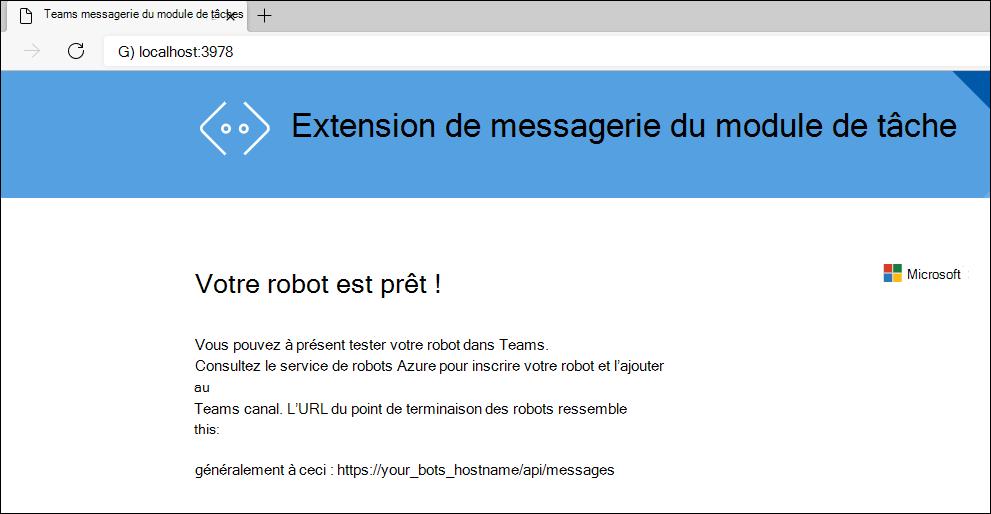 Teams messagerie du module de tâches
G) localhost:3978
Extension de messagerie du module de tâche
Votre robot est prêt !
Microsoft
Vous pouvez à présent tester votre robot dans Teams.
Consultez le service de robots Azure pour inscrire votre robot et l’ajouter
au
Teams canal. L’URL du point de terminaison des robots ressemble
this:
généralement à ceci : https://your_bots_hostname/api/messages